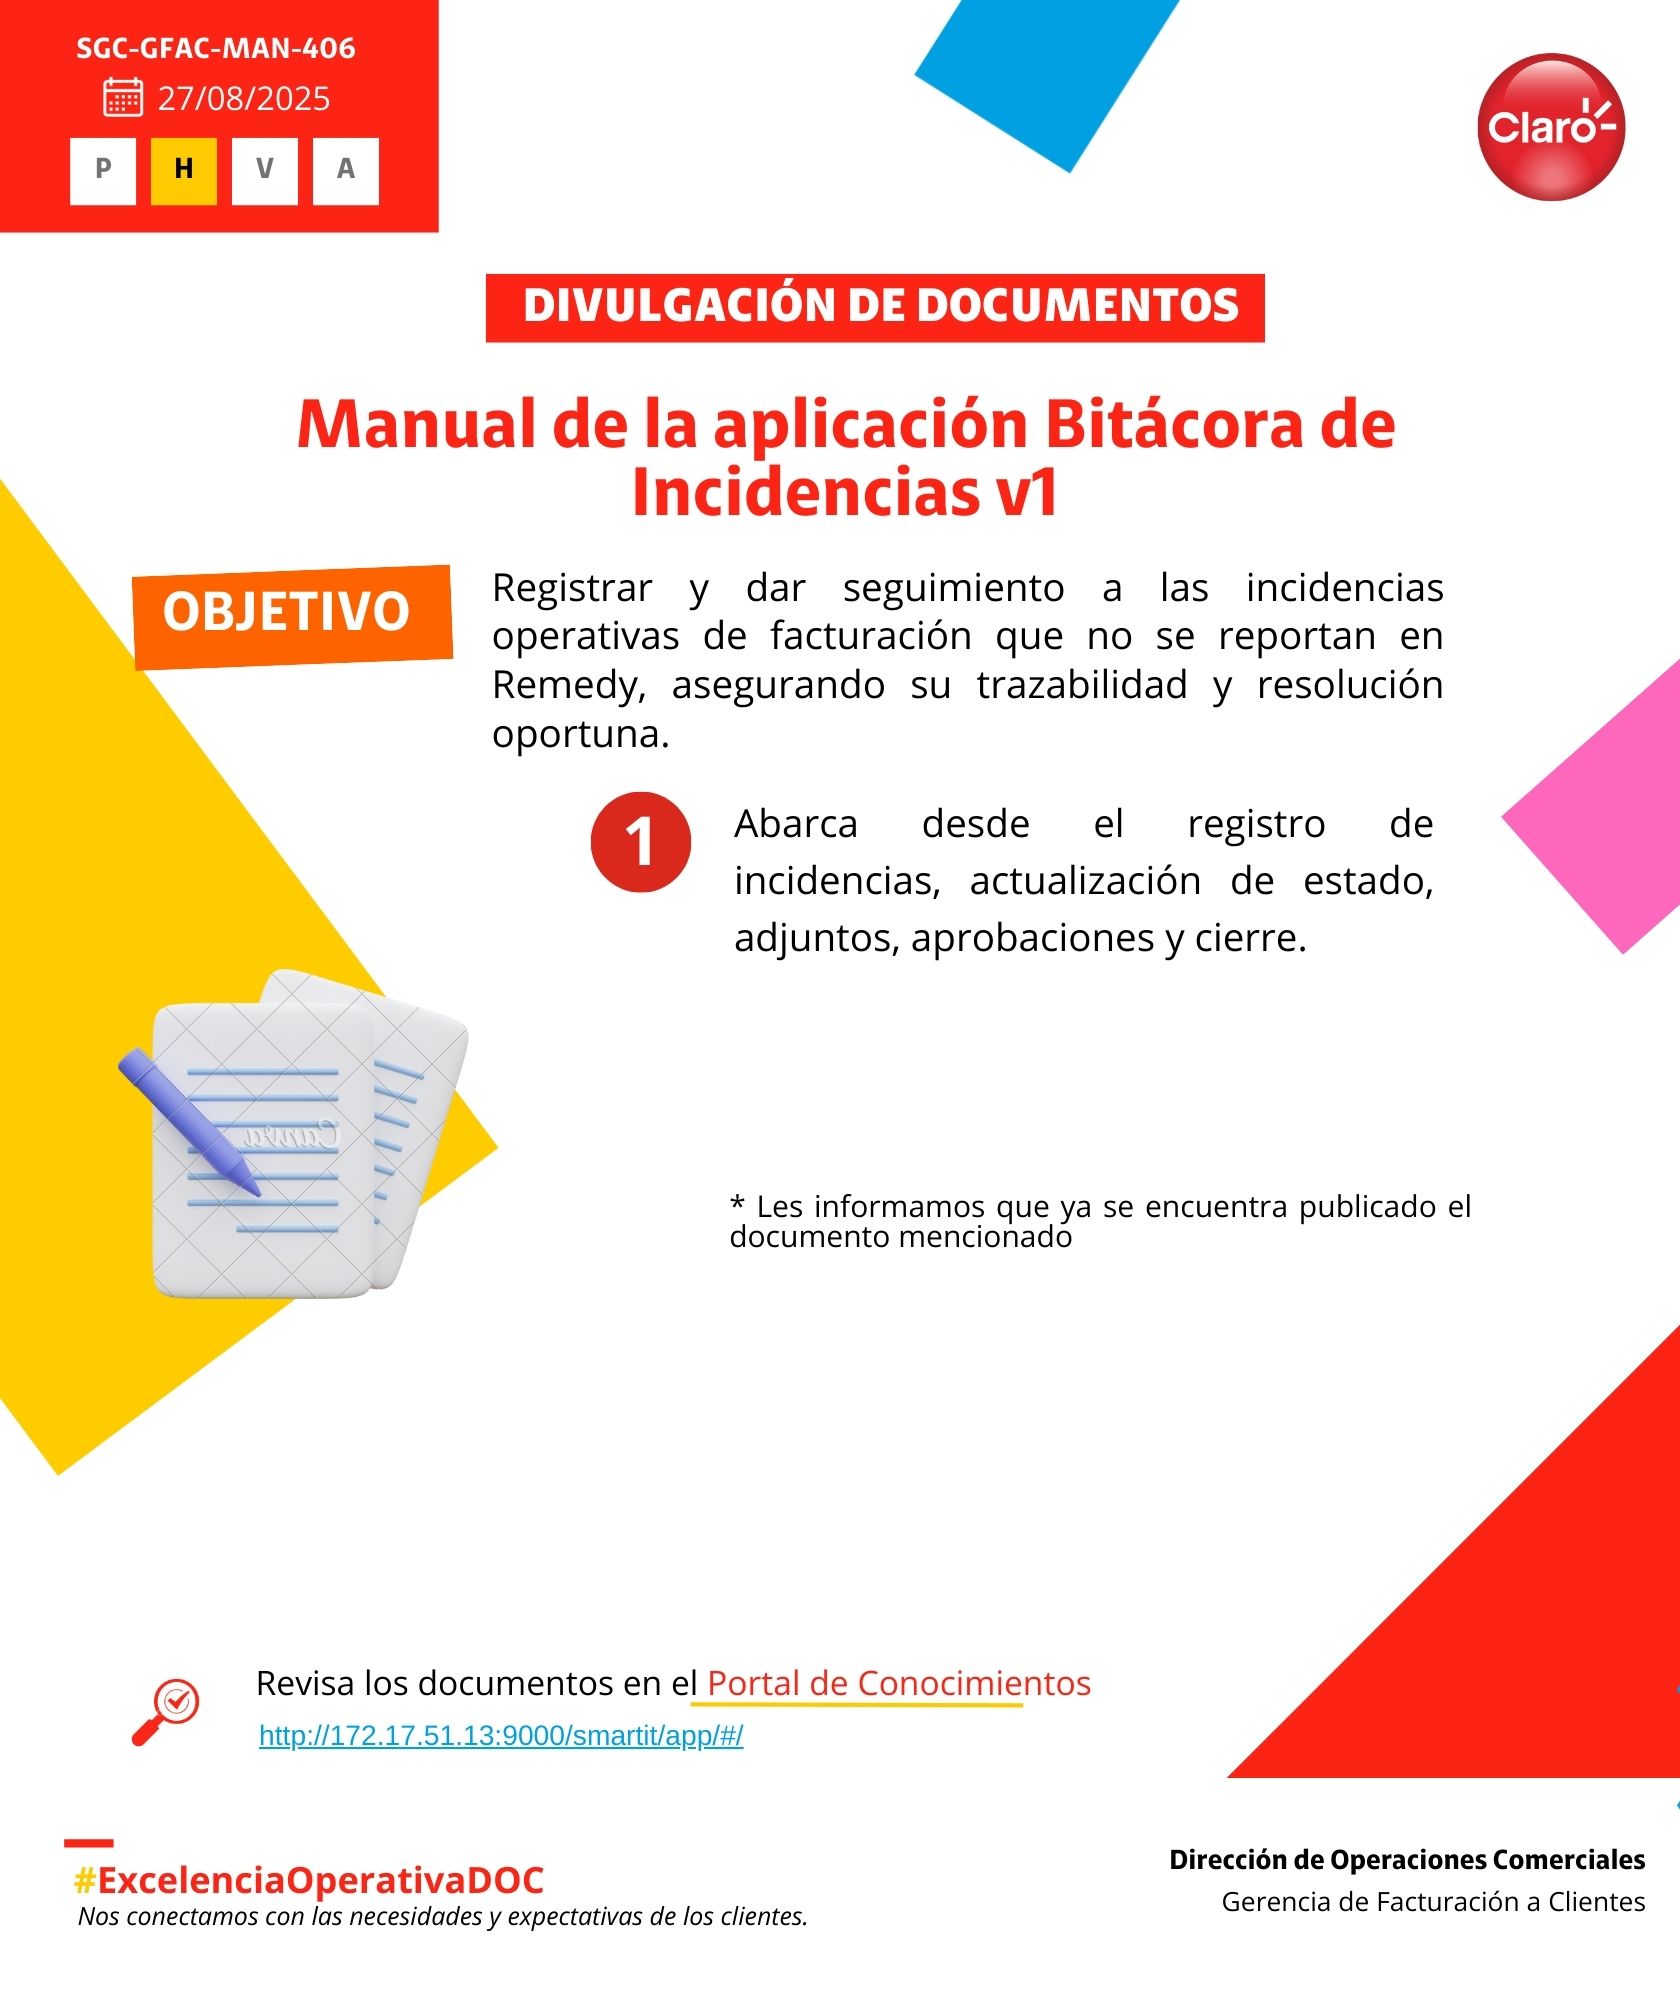 SGC-GFAC-MAN-406
27/08/2025
P H V A
Claro
DIVULGACIÓN DE DOCUMENTOS
Manual de la aplicación Bitácora de
Incidencias v1
OBJETIVO
Registrar y dar seguimiento a las incidencias
operativas de facturación que no se reportan en
Remedy, asegurando su trazabilidad y resolución
oportuna.
1
Abarca desde el registro de
incidencias, actualización de estado,
adjuntos, aprobaciones y cierre.
Canva
* Les informamos que ya se encuentra publicado el
documento mencionado
Revisa los documentos en el Portal de Conocimientos
http://172.17.51.13:9000/smartit/app/#/
#ExcelenciaOperativaDOC
Nos conectamos con las necesidades y expectativas de los clientes.
Dirección de Operaciones Comerciales
Gerencia de Facturación a Clientes